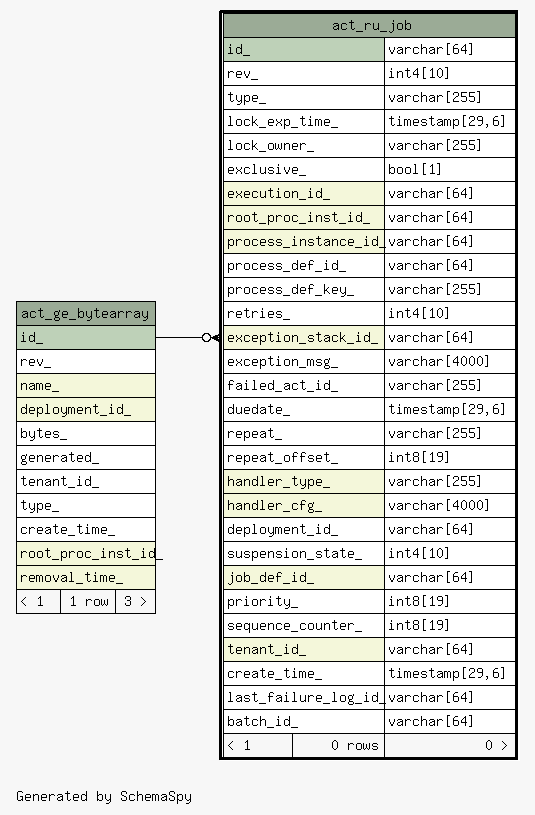 act_ru_job
id_ varchar[64]
rev_ int4[10]
type_ varchar[255]
lock_exp_time_ timestamp[29,6]
lock_owner_ varchar[255]
exclusive_ bool[1]
execution_id_ varchar[64]
root_proc_inst_id_ varchar[64]
process_instance_id_ varchar[64]
process_def_id_ varchar[64]
process_def_key_ varchar[255]
retries_ int4[10]
exception_stack_id_ varchar[64]
exception_msg_ varchar[4000]
failed_act_id_ varchar[255]
duedate_ timestamp[29,6]
repeat_ varchar[255]
repeat_offset_ int8[19]
handler_type_ varchar[255]
handler_cfg_ varchar[4000]
deployment_id_ varchar[64]
suspension_state_ int4[10]
job_def_id_ varchar[64]
priority_ int8[19]
sequence_counter_ int8[19]
tenant_id_ varchar[64]
create_time_ timestamp[29,6]
last_failure_log_id_ varchar[64]
batch_id_ varchar[64]
< 1 0 rows 0 >
act_ge_bytearray
id_
rev_
name_
deployment_id_
bytes_
generated_
tenant_id_
type_
create_time_
root_proc_inst_id_
removal_time_
< 1 1 row 3 >
Generated by SchemaSpy